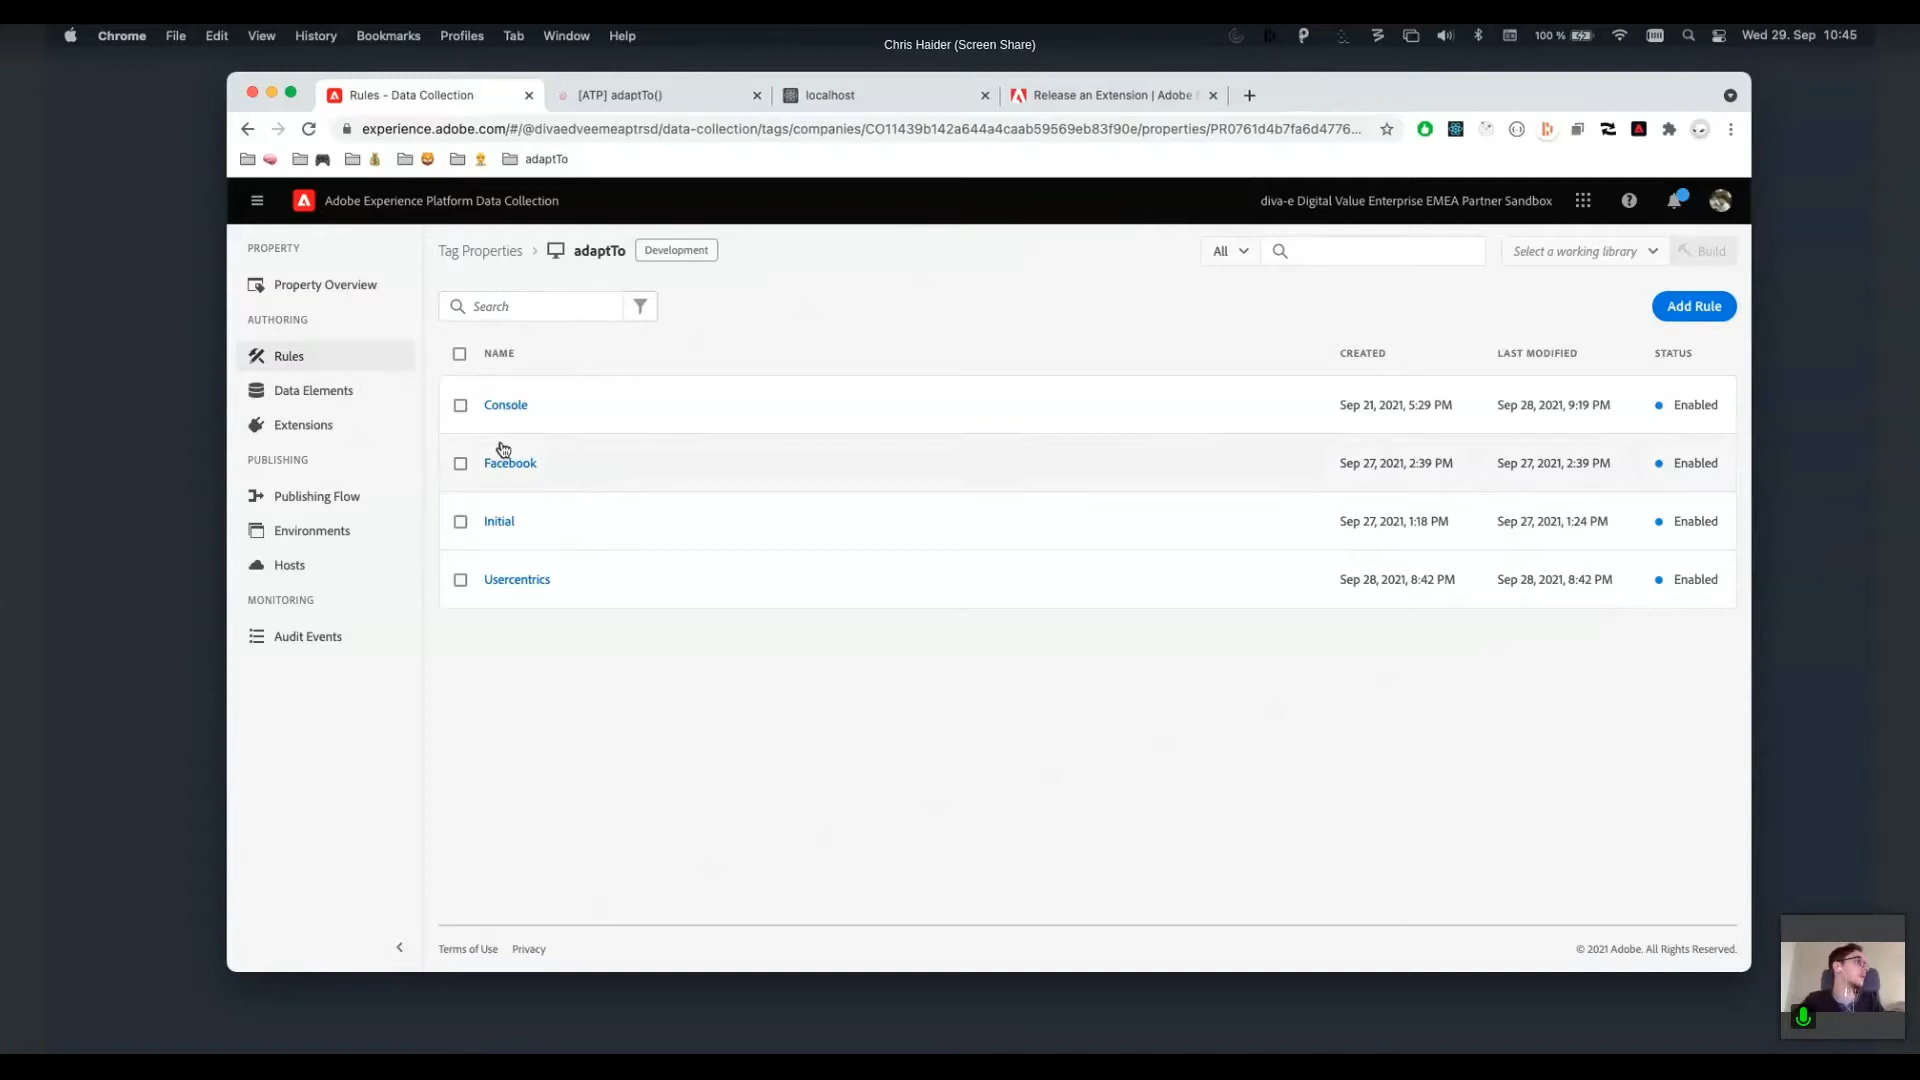 Chrome File Edit View History Bookmarks Profiles Tab Window Help
100 % Wed 29. Sep 10:45
Chris Haider (Screen Share)
Rules - Data Collection
[ATP] adaptTo()
localhost
Release an Extension | Adobe E
experience.adobe.com/#/@divaedveemeaptrsd/data-collection/tags/companies/CO11439b142a644a4caab59569eb83f90e/properties/PR0761d4b7fa6d4776...
adaptTo
Adobe Experience Platform Data Collection
diva-e Digital Value Enterprise EMEA Partner Sandbox
PROPERTY
Property Overview
AUTHORING
Rules
Data Elements
Extensions
PUBLISHING
Publishing Flow
Environments
Hosts
MONITORING
Audit Events
Tag Properties › adaptTo Development
All
Select a working library
Build
Search
Add Rule
NAME CREATED LAST MODIFIED STATUS
Console Sep 21, 2021, 5:29 PM Sep 28, 2021, 9:19 PM Enabled
Facebook Sep 27, 2021, 2:39 PM Sep 27, 2021, 2:39 PM Enabled
Initial Sep 27, 2021, 1:18 PM Sep 27, 2021, 1:24 PM Enabled
Usercentrics Sep 28, 2021, 8:42 PM Sep 28, 2021, 8:42 PM Enabled
Terms of Use Privacy
© 2021 Adobe. All Rights Reserved.